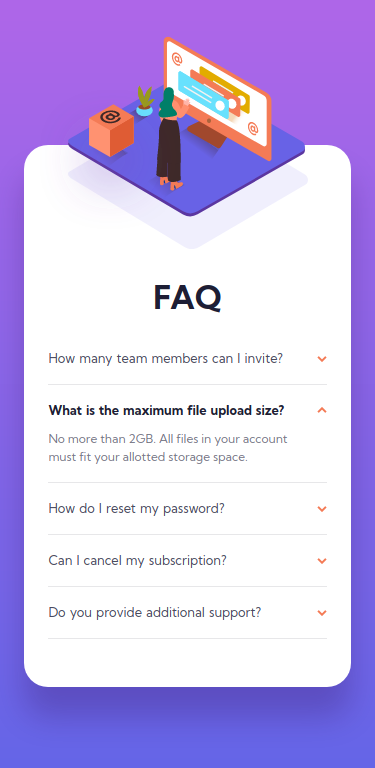 @
@
@
FAQ
How many team members can I invite?
What is the maximum file upload size?
No more than 2GB. All files in your account
must fit your allotted storage space.
How do I reset my password?
Can I cancel my subscription?
Do you provide additional support?